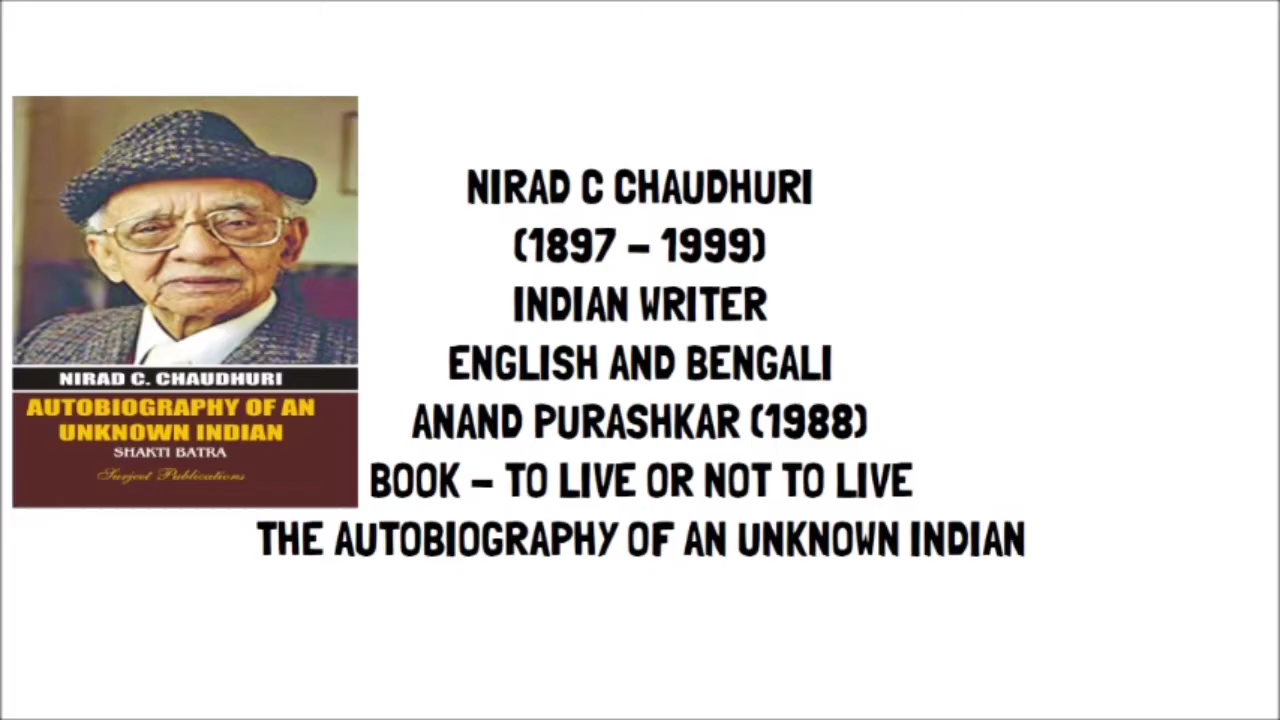 NIRAD C. CHAUDHURI
AUTOBIOGRAPHY OF AN
UNKNOWN INDIAN
SHAKTI BATRA
Surjeet Publications
NIRAD C CHAUDHURI
(1897 – 1999)
INDIAN WRITER
ENGLISH AND BENGALI
ANAND PURASHKAR (1988)
BOOK – TO LIVE OR NOT TO LIVE
THE AUTOBIOGRAPHY OF AN UNKNOWN INDIAN